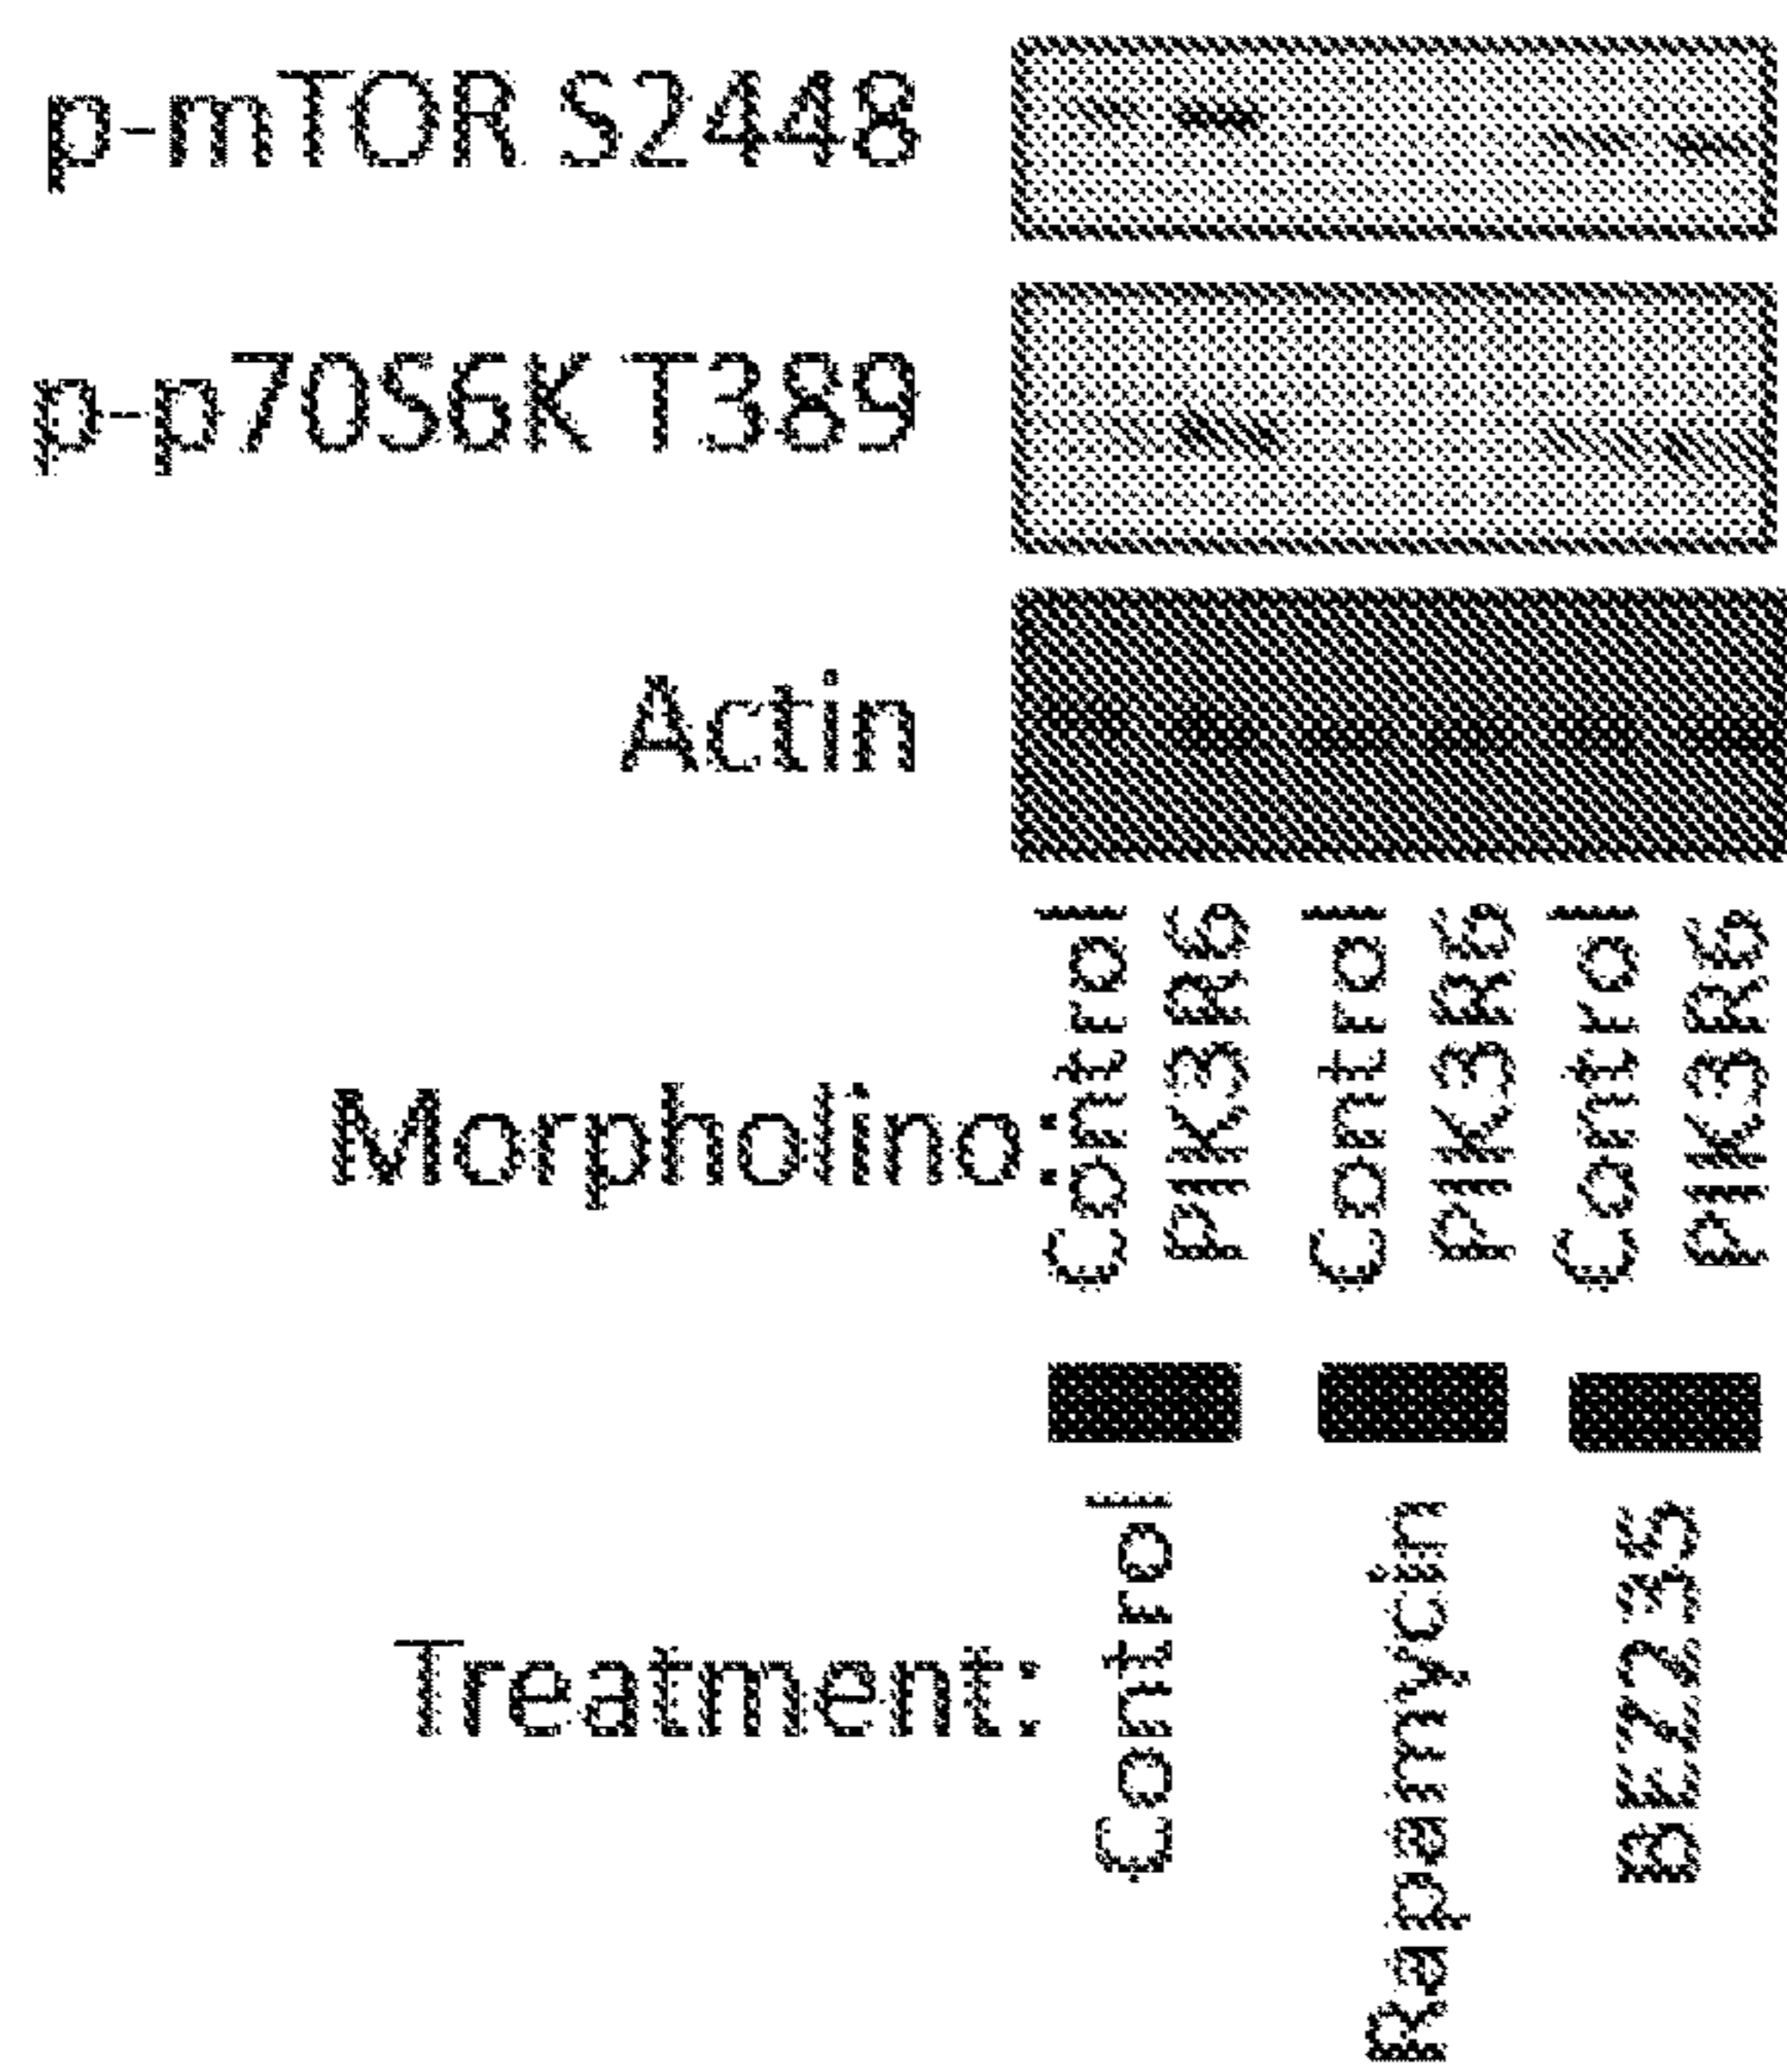 p-mTOR S2448
p-p70S6K T389
Actin
Morpholino: Control PIK3R6 Control PIK3R6 Control PIK3R6
Treatment: Control Rapamycin BEZ235